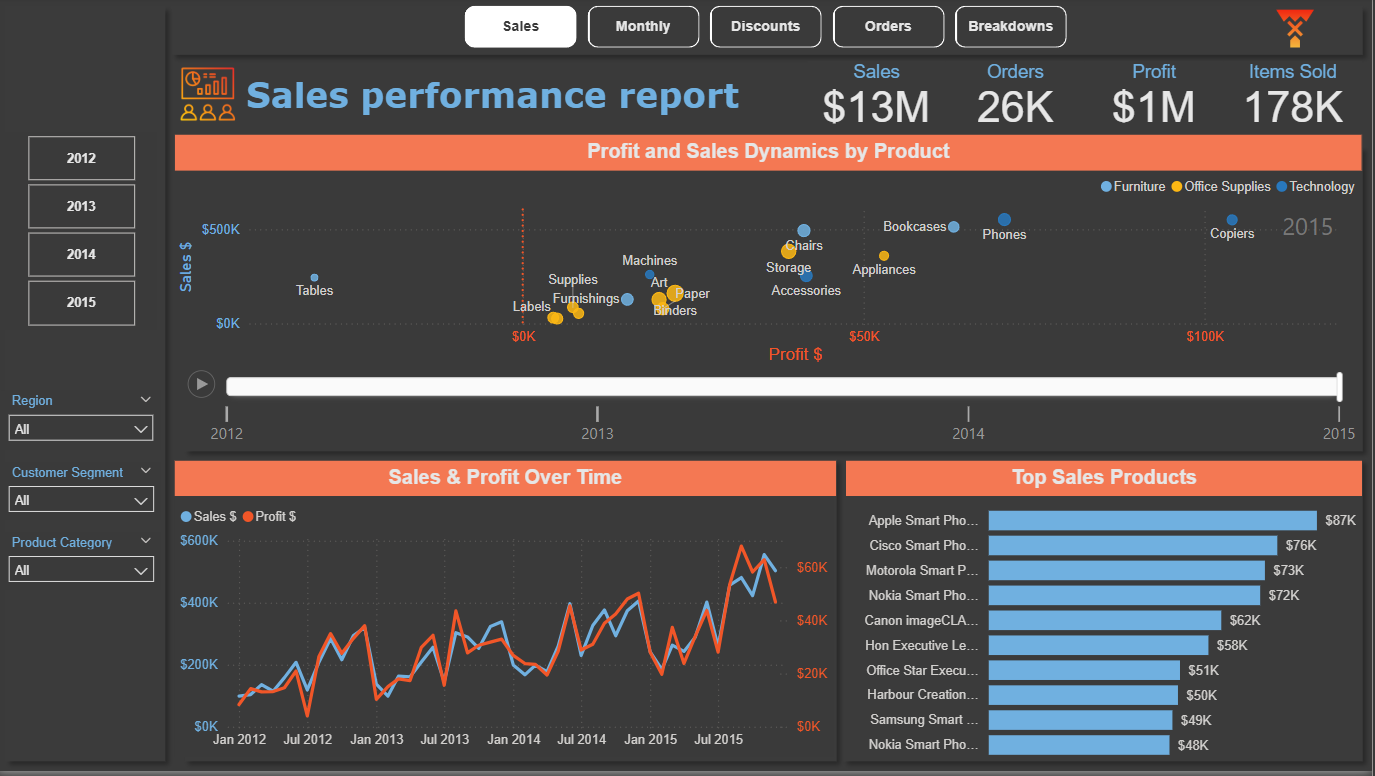 Sales
Monthly
Discounts
Orders
Breakdowns
Sales performance report
Sales
$13M
Orders
26K
Profit
$1M
Items Sold
178K
2012
2013
2014
2015
Region
All
Customer Segment
All
Product Category
All
Profit and Sales Dynamics by Product
Furniture
Office Supplies
Technology
2015
Sales $
$500K
$0K
Tables
Labels
Supplies
Furnishings
Machines
Art
Paper
Binders
Chairs
Storage
Accessories
Appliances
Bookcases
Phones
Copiers
$0K
$50K
$100K
Profit $
2012
2013
2014
2015
Sales & Profit Over Time
Sales $
Profit $
$600K
$400K
$200K
$0K
$60K
$40K
$20K
$0K
Jan 2012
Jul 2012
Jan 2013
Jul 2013
Jan 2014
Jul 2014
Jan 2015
Jul 2015
Top Sales Products
Apple Smart Pho... $87K
Cisco Smart Pho... $76K
Motorola Smart P... $73K
Nokia Smart Pho... $72K
Canon imageCLA... $62K
Hon Executive Le... $58K
Office Star Execu... $51K
Harbour Creation... $50K
Samsung Smart ... $49K
Nokia Smart Pho... $48K